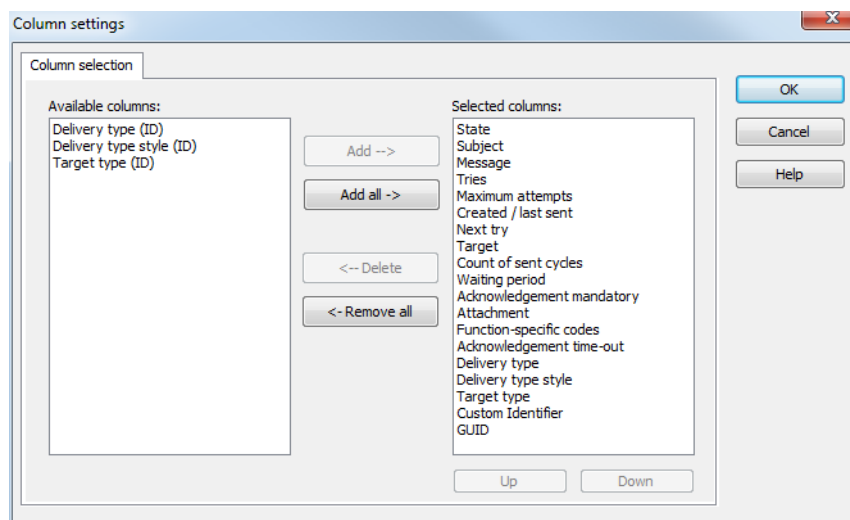 Column settings
Column selection
Available columns:
Delivery type (ID)
Delivery type style (ID)
Target type (ID)
Add -->
Add all ->
<-- Delete
<- Remove all
Selected columns:
State
Subject
Message
Tries
Maximum attempts
Created / last sent
Next try
Target
Count of sent cycles
Waiting period
Acknowledgement mandatory
Attachment
Function-specific codes
Acknowledgement time-out
Delivery type
Delivery type style
Target type
Custom Identifier
GUID
Up
Down
OK
Cancel
Help